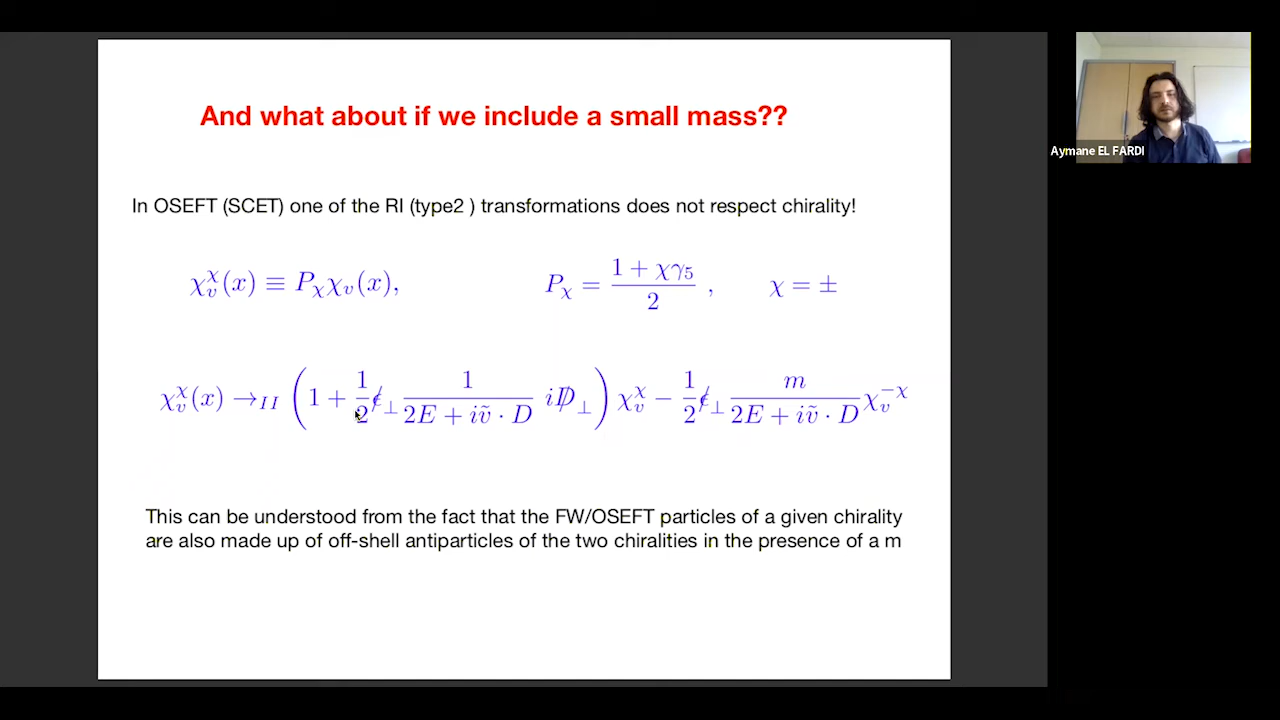 And what about if we include a small mass??
Aymane EL FARDI
In OSEFT (SCET) one of the RI (type2 ) transformations does not respect chirality!
χ_v^χ(x) ≡ P_χ χ_v(x), P_χ = (1 + χγ_5)/2 , χ = ±
χ_v^χ(x) →_{II} (1 + 1/2 ε̸_⊥ 1/(2E + iṽ · D) iD̸_⊥) χ_v^χ − 1/2 ε̸_⊥ m/(2E + iṽ · D) χ_v^{−χ}
This can be understood from the fact that the FW/OSEFT particles of a given chirality
are also made up of off-shell antiparticles of the two chiralities in the presence of a m